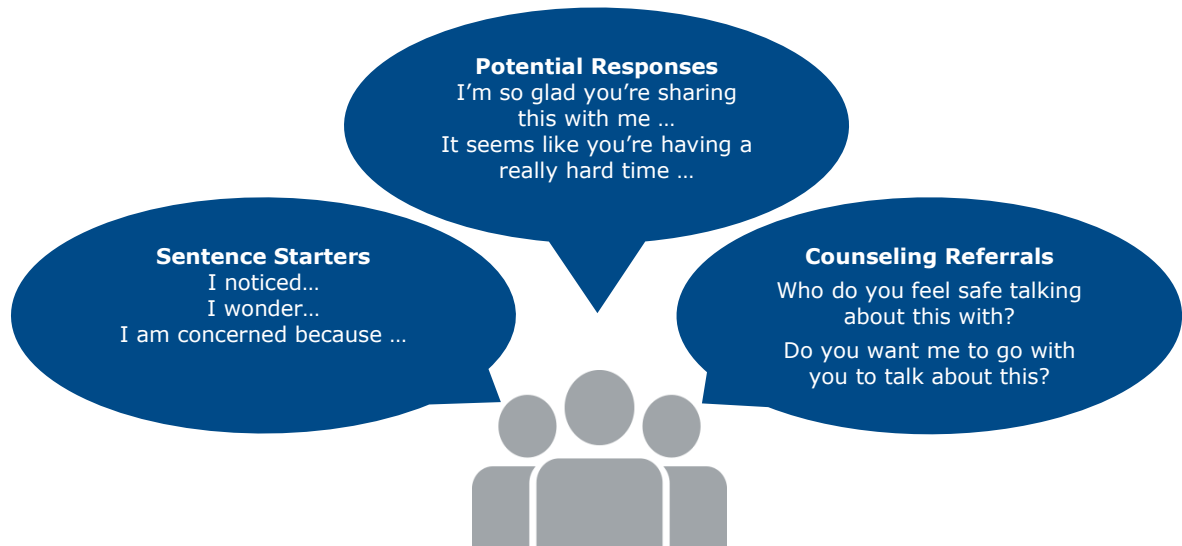 Potential Responses
I’m so glad you’re sharing
this with me …
It seems like you’re having a
really hard time …
Sentence Starters
I noticed…
I wonder…
I am concerned because …
Counseling Referrals
Who do you feel safe talking
about this with?
Do you want me to go with
you to talk about this?